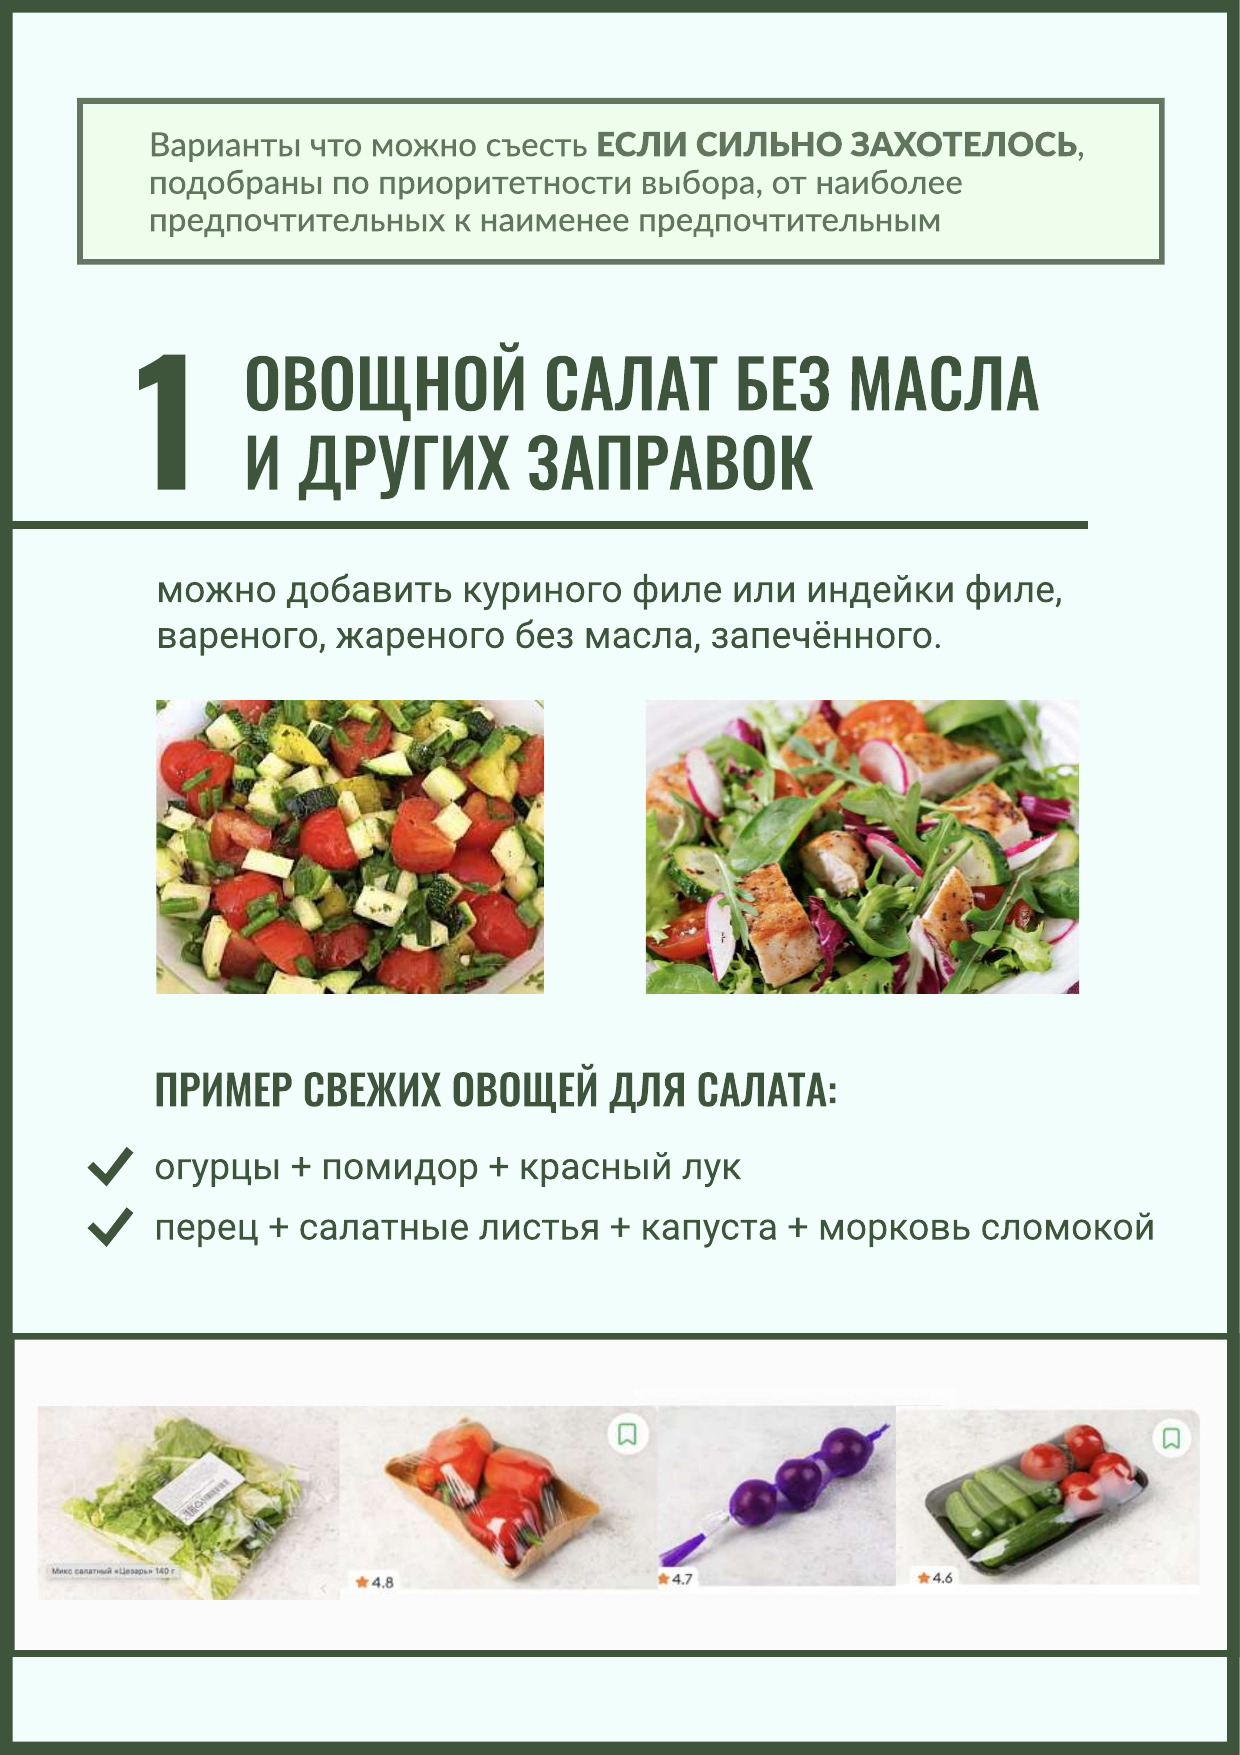 Варианты что можно съесть ЕСЛИ СИЛЬНО ЗАХОТЕЛОСЬ,
подобраны по приоритетности выбора, от наиболее
предпочтительных к наименее предпочтительным
1 ОВОЩНОЙ САЛАТ БЕЗ МАСЛА
И ДРУГИХ ЗАПРАВОК
можно добавить куриного филе или индейки филе,
вареного, жареного без масла, запечённого.
ПРИМЕР СВЕЖИХ ОВОЩЕЙ ДЛЯ САЛАТА:
огурцы + помидор + красный лук
перец + салатные листья + капуста + морковь сломокой
Микс салатный «Цезарь» 140 г
4.8
4.7
4.6